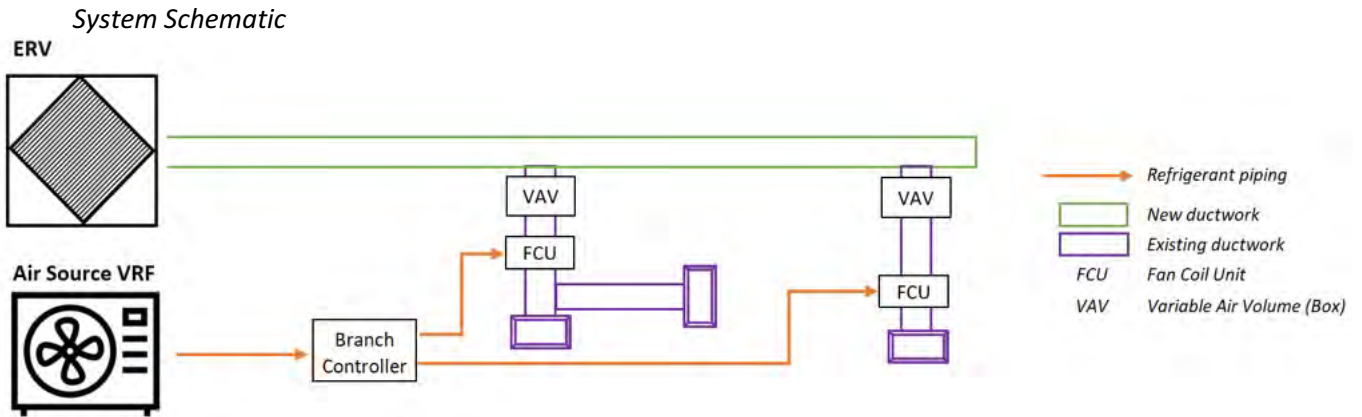 System Schematic
ERV
VAV
VAV
FCU
FCU
Air Source VRF
Branch
Controller
Refrigerant piping
New ductwork
Existing ductwork
FCU Fan Coil Unit
VAV Variable Air Volume (Box)